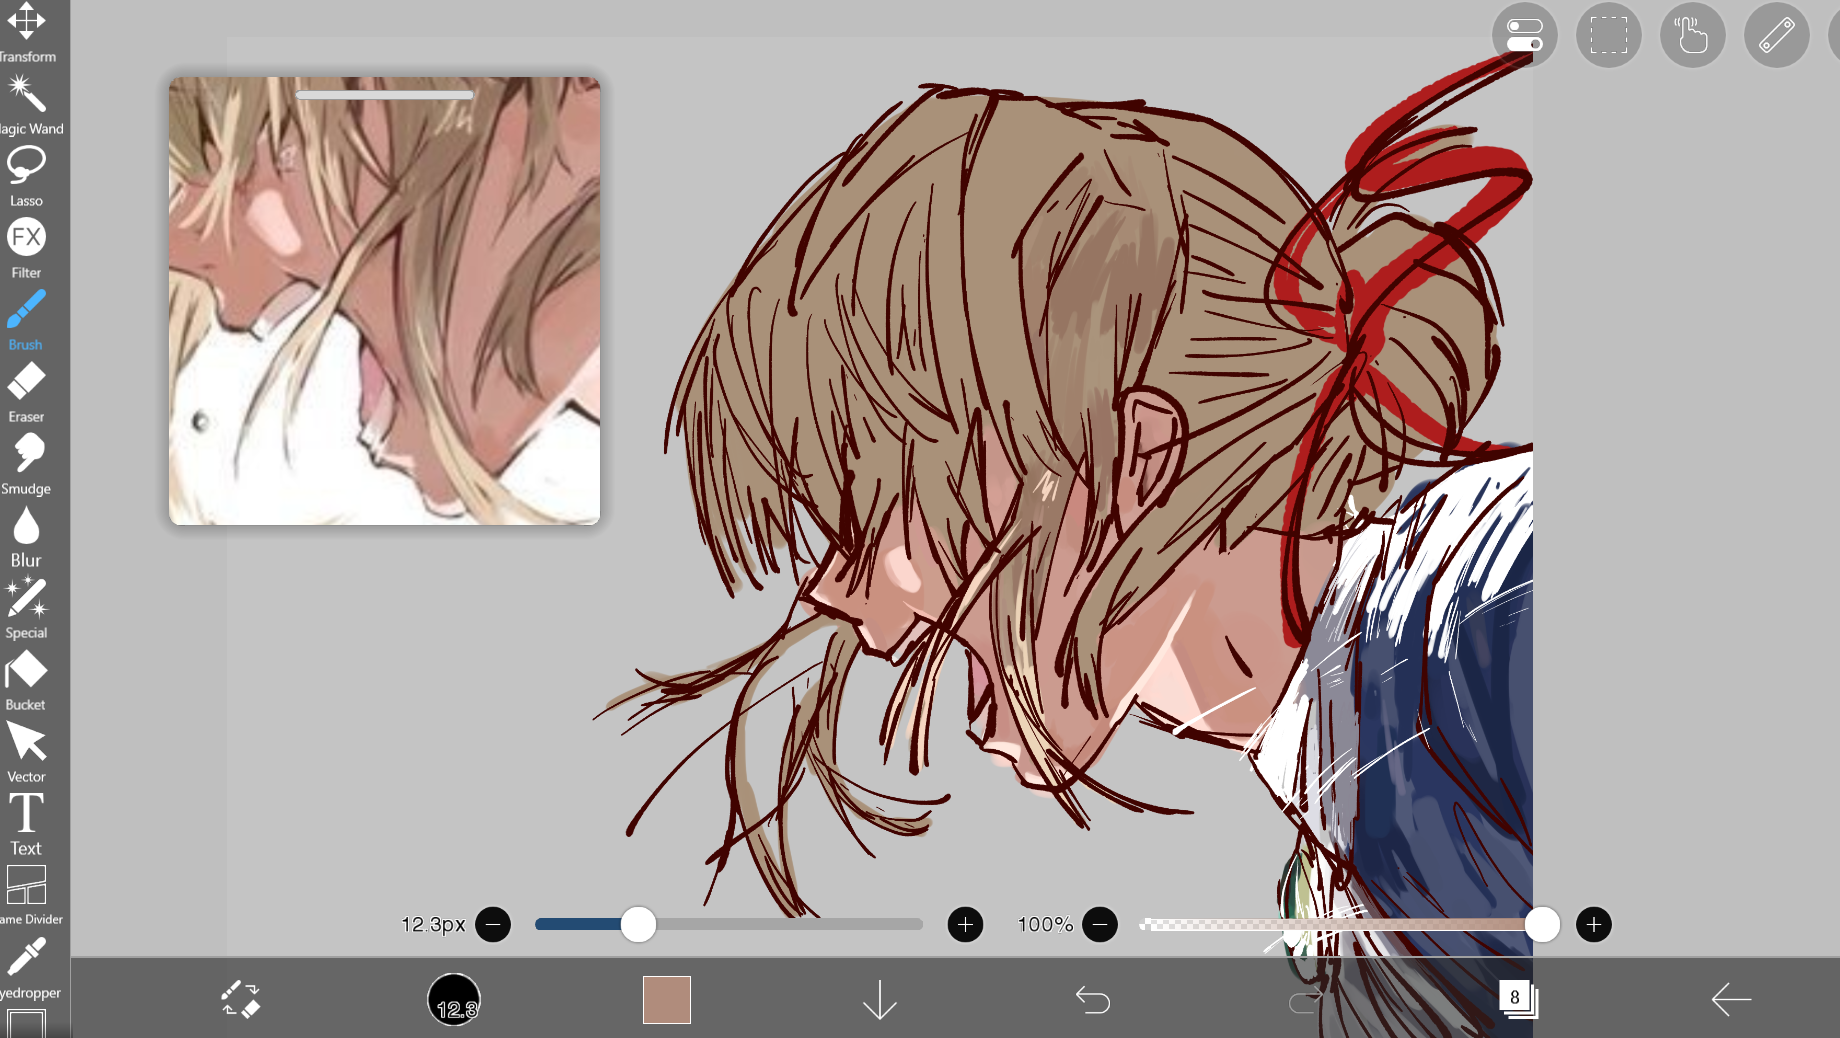 Transform
agic Wand
Lasso
FX
Filter
Brush
Eraser
Smudge
Blur
Special
Bucket
Vector
T
Text
ame Divider
yedropper
12.3px
100%
12.3
8